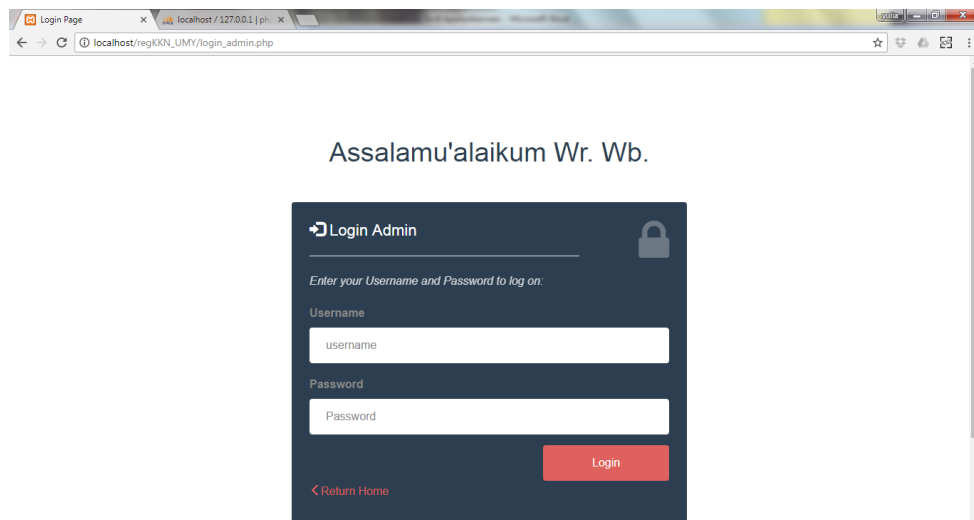 Login Page
localhost / 127.0.0.1 | ph
yulia
localhost/regKKN_UMY/login_admin.php
Assalamu'alaikum Wr. Wb.
Login Admin
Enter your Username and Password to log on:
Username
username
Password
Password
Login
Return Home